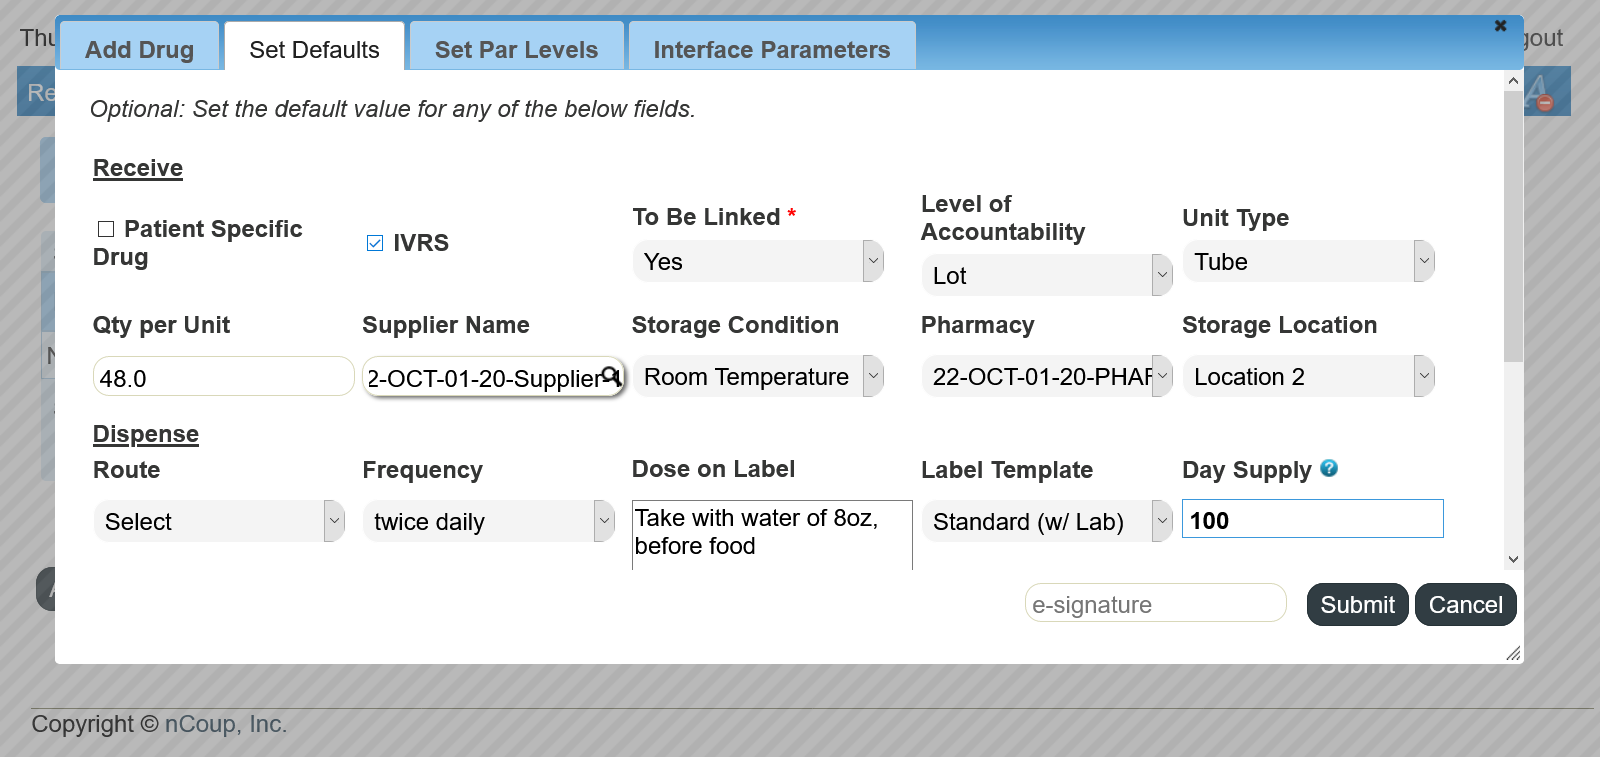 Add Drug
Set Defaults
Set Par Levels
Interface Parameters
Optional: Set the default value for any of the below fields.
Receive
Patient Specific
Drug
IVRS
To Be Linked *
Yes
Level of
Accountability
Lot
Unit Type
Tube
Qty per Unit
48.0
Supplier Name
2-OCT-01-20-Supplier-
Storage Condition
Room Temperature
Pharmacy
22-OCT-01-20-PHAR
Storage Location
Location 2
Dispense
Route
Select
Frequency
twice daily
Dose on Label
Take with water of 8oz,
before food
Label Template
Standard (w/ Lab)
Day Supply
100
e-signature
Submit
Cancel
Copyright © nCoup, Inc.